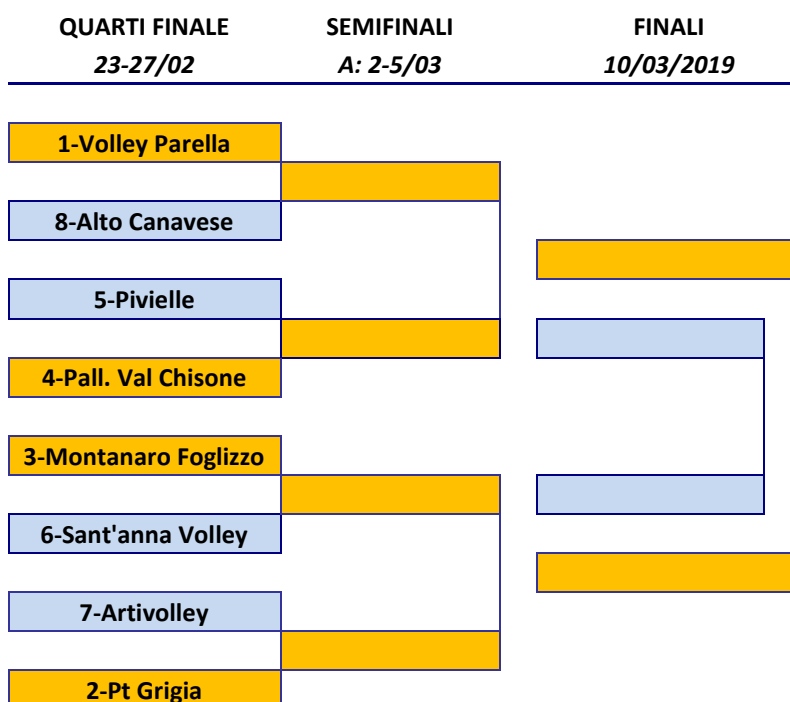 QUARTI FINALE SEMIFINALI FINALI
23-27/02 A: 2-5/03 10/03/2019
1-Volley Parella
8-Alto Canavese
5-Pivielle
4-Pall. Val Chisone
3-Montanaro Foglizzo
6-Sant'anna Volley
7-Artivolley
2-Pt Grigia